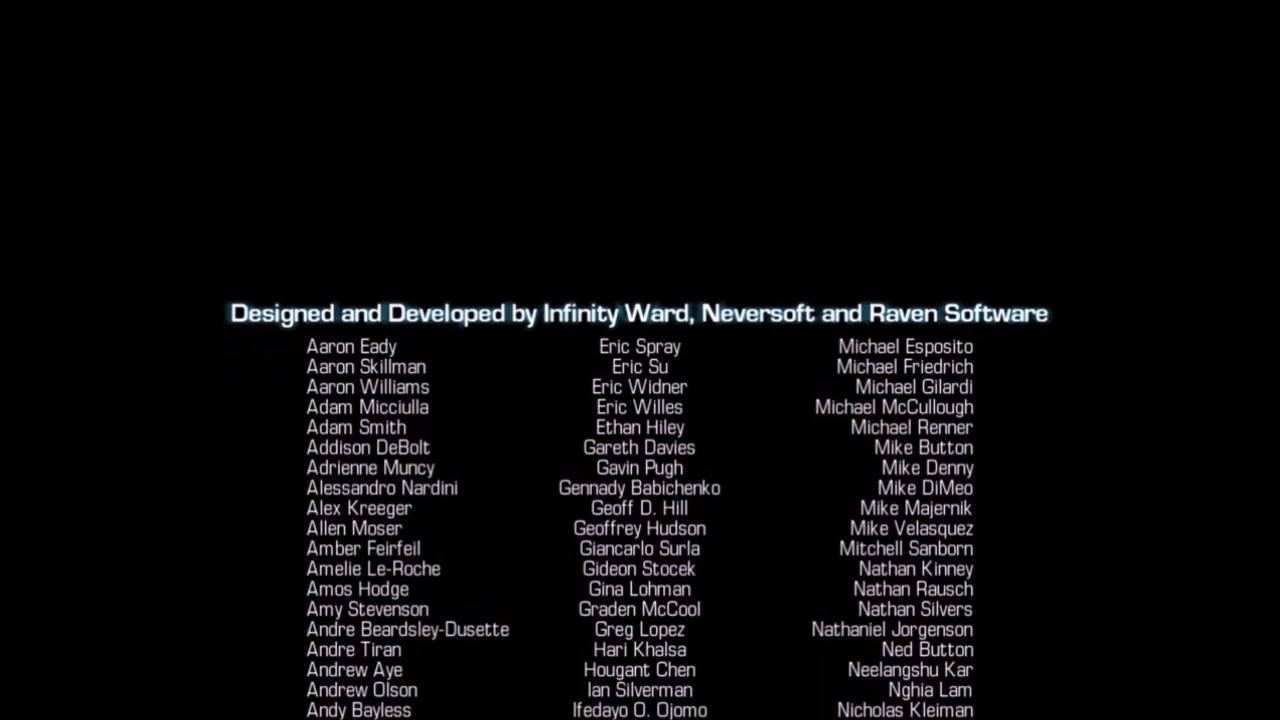 Designed and Developed by Infinity Ward, Neversoft and Raven Software
Aaron Eady Eric Spray Michael Esposito
Aaron Skillman Eric Su Michael Friedrich
Aaron Williams Eric Widner Michael Gilardi
Adam Micciulla Eric Willes Michael McCullough
Adam Smith Ethan Hiley Michael Renner
Addison DeBolt Gareth Davies Mike Button
Adrienne Muncy Gavin Pugh Mike Denny
Alessandro Nardini Gennady Babichenko Mike DiMeo
Alex Kreeger Geoff D. Hill Mike Majernik
Allen Moser Geoffrey Hudson Mike Velasquez
Amber Feirfeil Giancarlo Surla Mitchell Sanborn
Amelie Le-Roche Gideon Stocek Nathan Kinney
Amos Hodge Gina Lohman Nathan Rausch
Amy Stevenson Graden McCool Nathan Silvers
Andre Beardsley-Dusette Greg Lopez Nathaniel Jorgenson
Andre Tiran Hari Khalsa Ned Button
Andrew Aye Hougant Chen Neelangshu Kar
Andrew Olson Ian Silverman Nghia Lam
Andy Bayless Ifedayo O. Ojomo Nicholas Kleiman